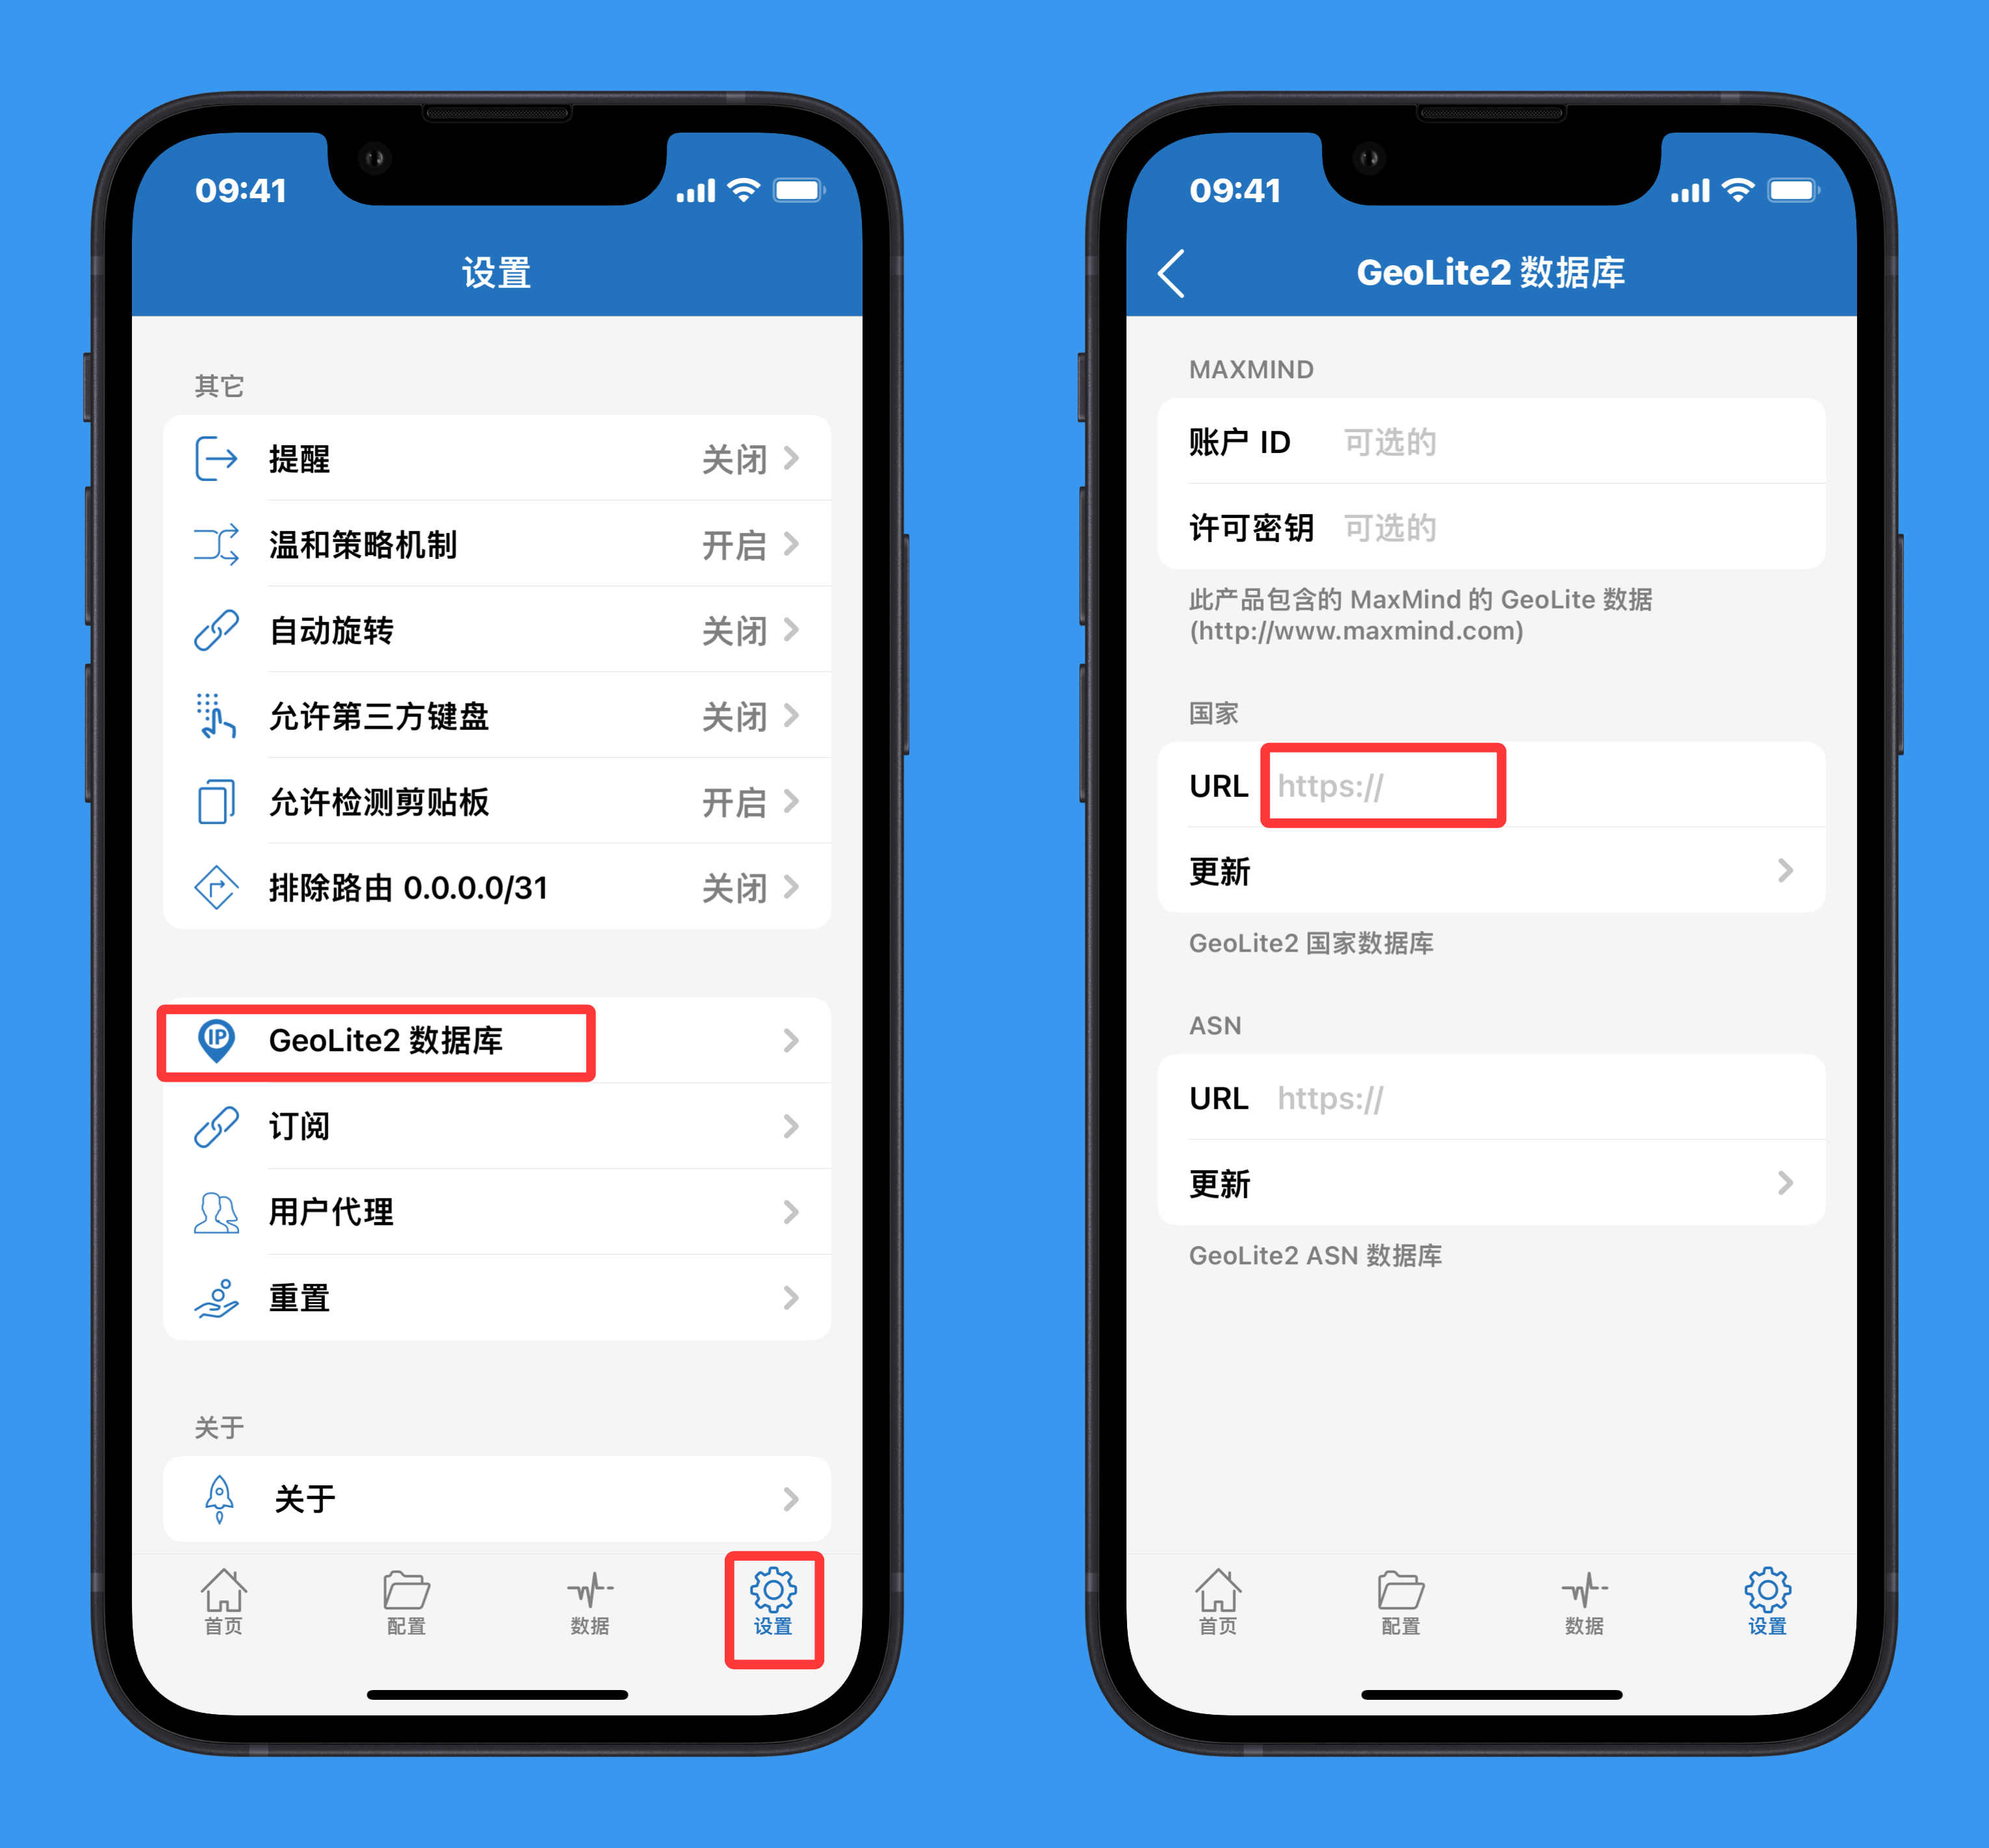 09:41
设置
其它
提醒 关闭
温和策略机制 开启
自动旋转 关闭
允许第三方键盘 关闭
允许检测剪贴板 开启
排除路由 0.0.0.0/31 关闭
IP GeoLite2 数据库
订阅
用户代理
重置
关于
关于
首页 配置 数据 设置
09:41
GeoLite2 数据库
MAXMIND
账户 ID 可选的
许可密钥 可选的
此产品包含的 MaxMind 的 GeoLite 数据
(http://www.maxmind.com)
国家
URL https://
更新
GeoLite2 国家数据库
ASN
URL https://
更新
GeoLite2 ASN 数据库
首页 配置 数据 设置